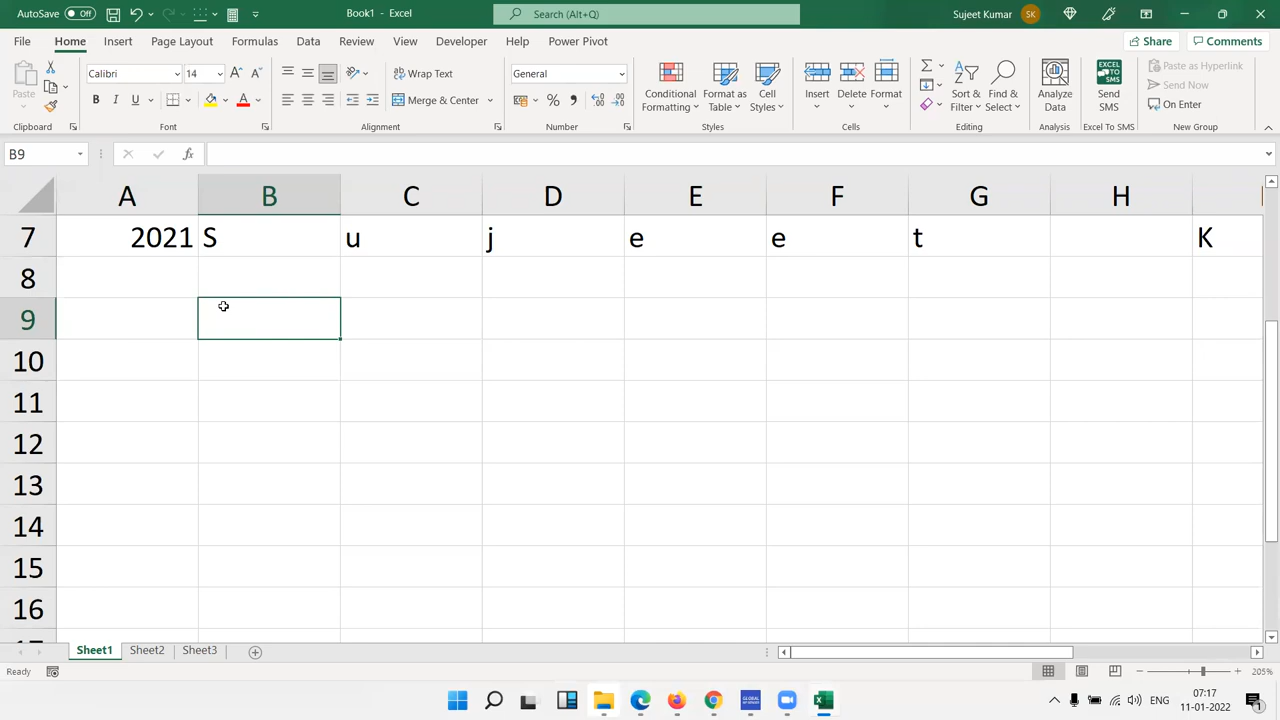 AutoSave Off Book1 - Excel Search (Alt+Q) Sujeet Kumar SK
File Home Insert Page Layout Formulas Data Review View Developer Help Power Pivot Share Comments
Paste Calibri 14 A A Wrap Text General Conditional Formatting Format as Table Cell Styles Insert Delete Format Sort & Filter Find & Select Analyze Data Send SMS Paste as Hyperlink
Send Now
B I U A Merge & Center % On Enter
Clipboard Font Alignment Number Styles Cells Editing Analysis Excel To SMS New Group
B9 fx
A B C D E F G H
7 2021 S u j e e t K
8
9
10
11
12
13
14
15
16
Sheet1 Sheet2 Sheet3
Ready 205%
ENG 07:17
11-01-2022